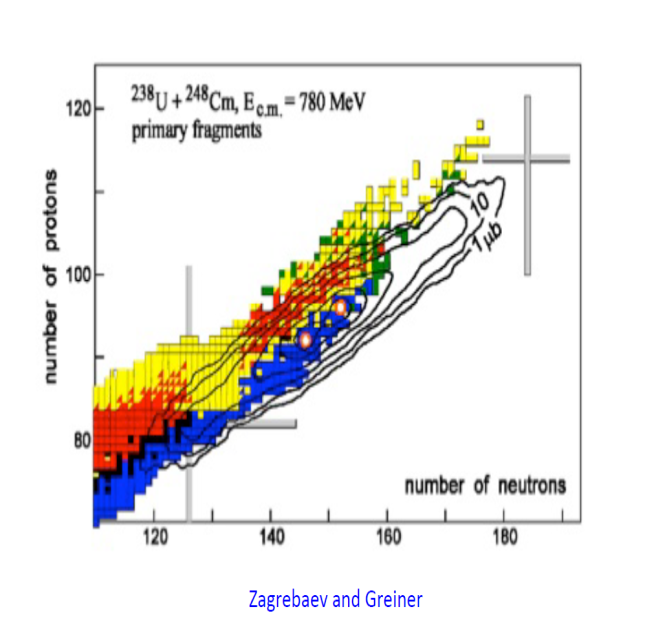 ²³⁸U + ²⁴⁸Cm, E c.m. = 780 MeV
primary fragments
number of protons
120
100
80
10
1 μb
number of neutrons
120 140 160 180
Zagrebaev and Greiner